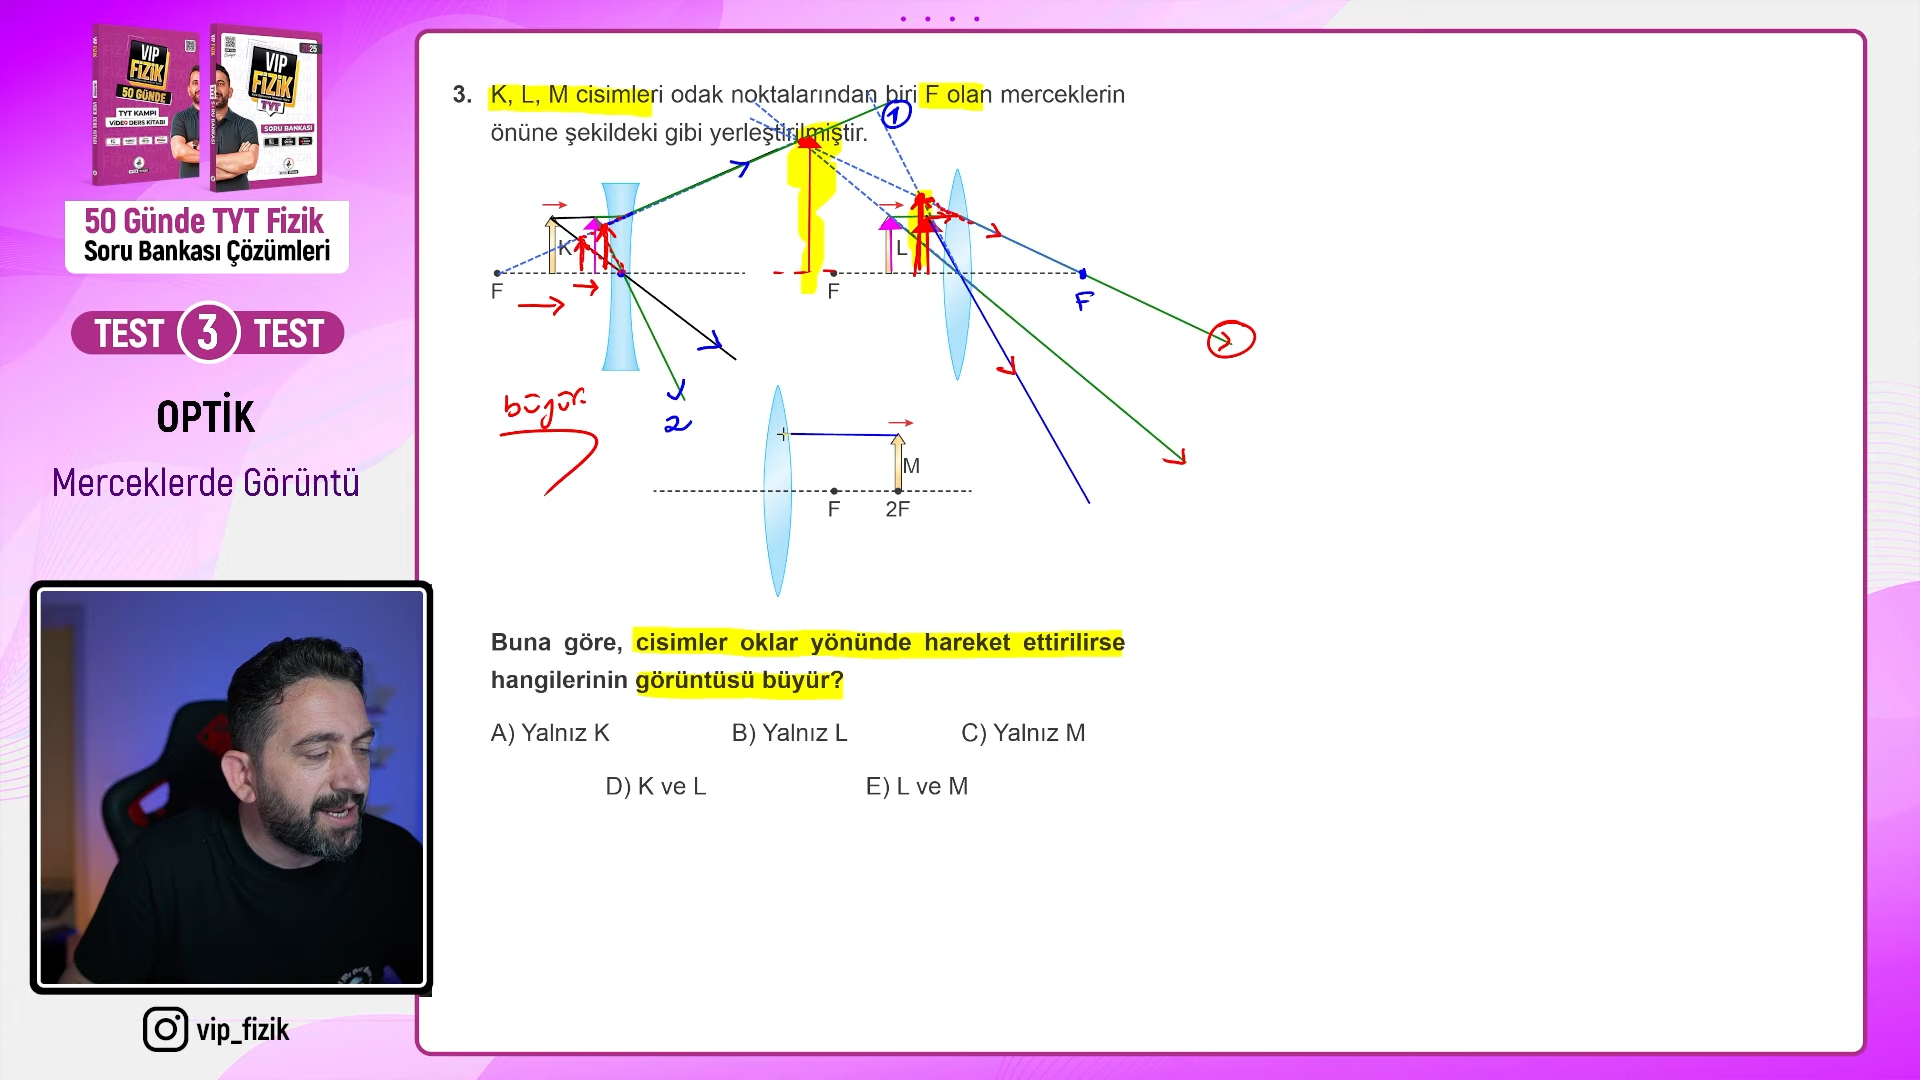 VIP
FİZİK
50 GÜNDE
TYT KAMPI
VİDEO DERS KİTABI
VIP
FİZİK
TYT
SORU BANKASI
50 Günde TYT Fizik
Soru Bankası Çözümleri
TEST 3 TEST
OPTİK
Merceklerde Görüntü
vip_fizik
3. K, L, M cisimleri odak noktalarından biri F olan merceklerin
önüne şekildeki gibi yerleştirilmiştir.
1
K
L
F
F
F
büyür
2
M
F
2F
Buna göre, cisimler oklar yönünde hareket ettirilirse
hangilerinin görüntüsü büyür?
A) Yalnız K
B) Yalnız L
C) Yalnız M
D) K ve L
E) L ve M